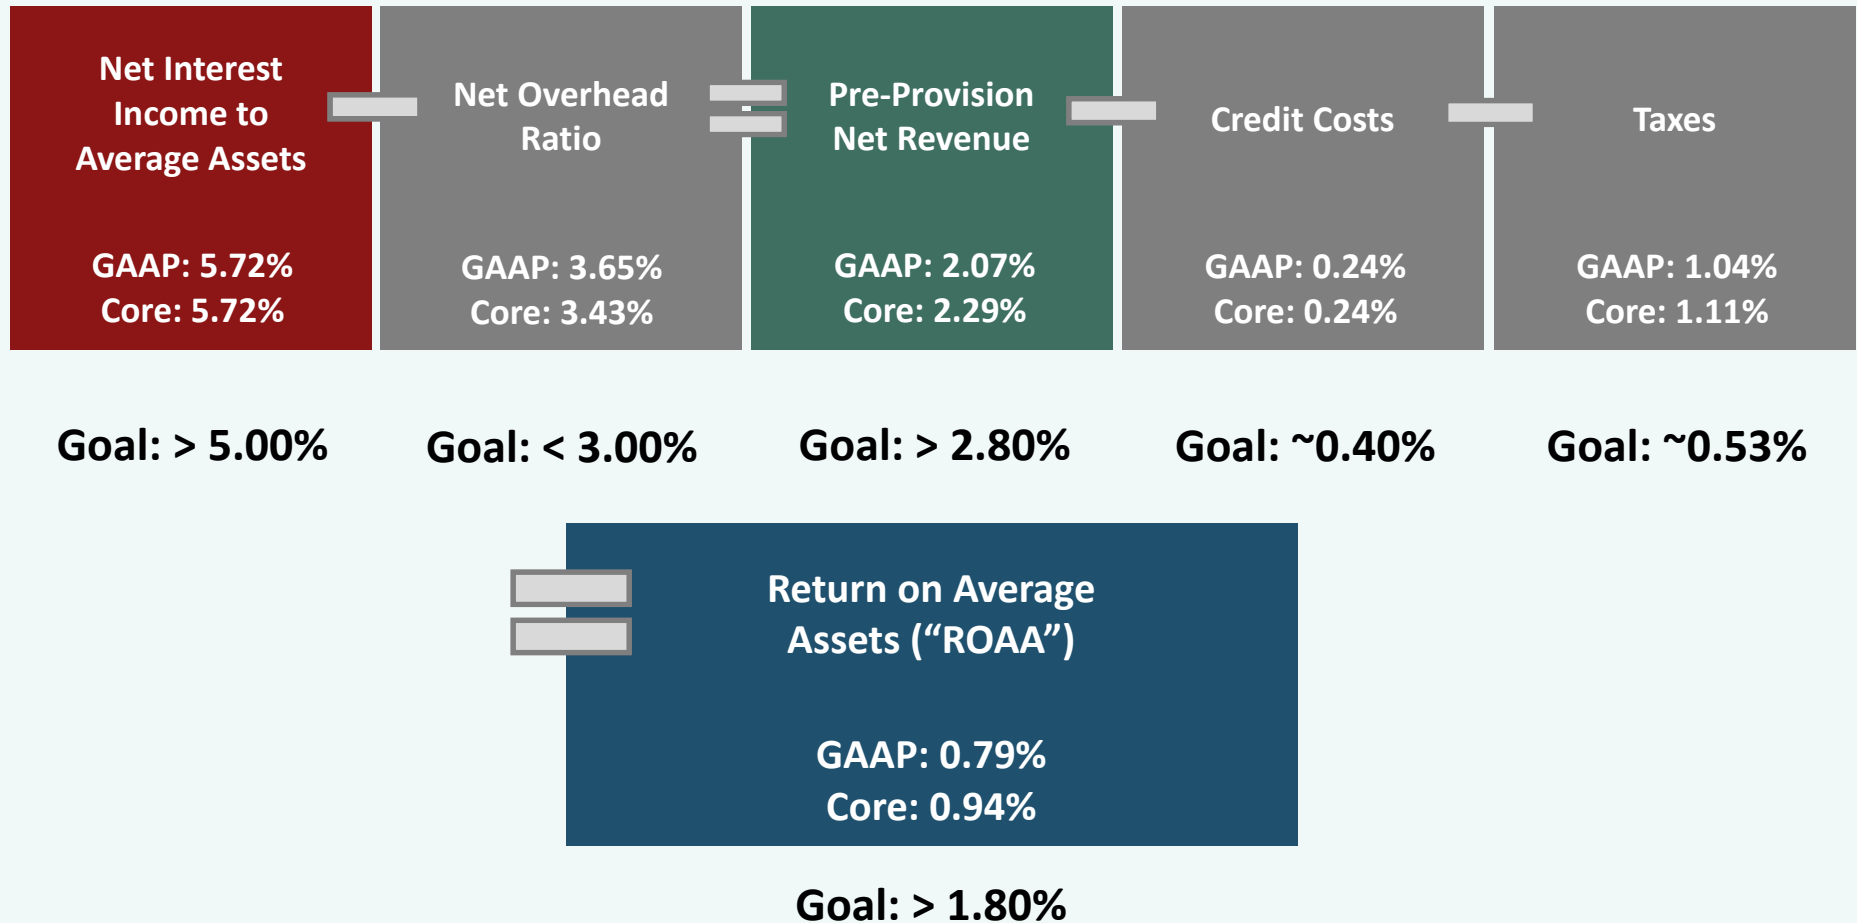 Net Interest
Income to
Average Assets
GAAP: 5.72%
Core: 5.72%
Net Overhead
Ratio
GAAP: 3.65%
Core: 3.43%
Pre-Provision
Net Revenue
GAAP: 2.07%
Core: 2.29%
Credit Costs
GAAP: 0.24%
Core: 0.24%
Taxes
GAAP: 1.04%
Core: 1.11%
Goal: > 5.00%
Goal: < 3.00%
Goal: > 2.80%
Goal: ~0.40%
Goal: ~0.53%
Return on Average
Assets (“ROAA”)
GAAP: 0.79%
Core: 0.94%
Goal: > 1.80%